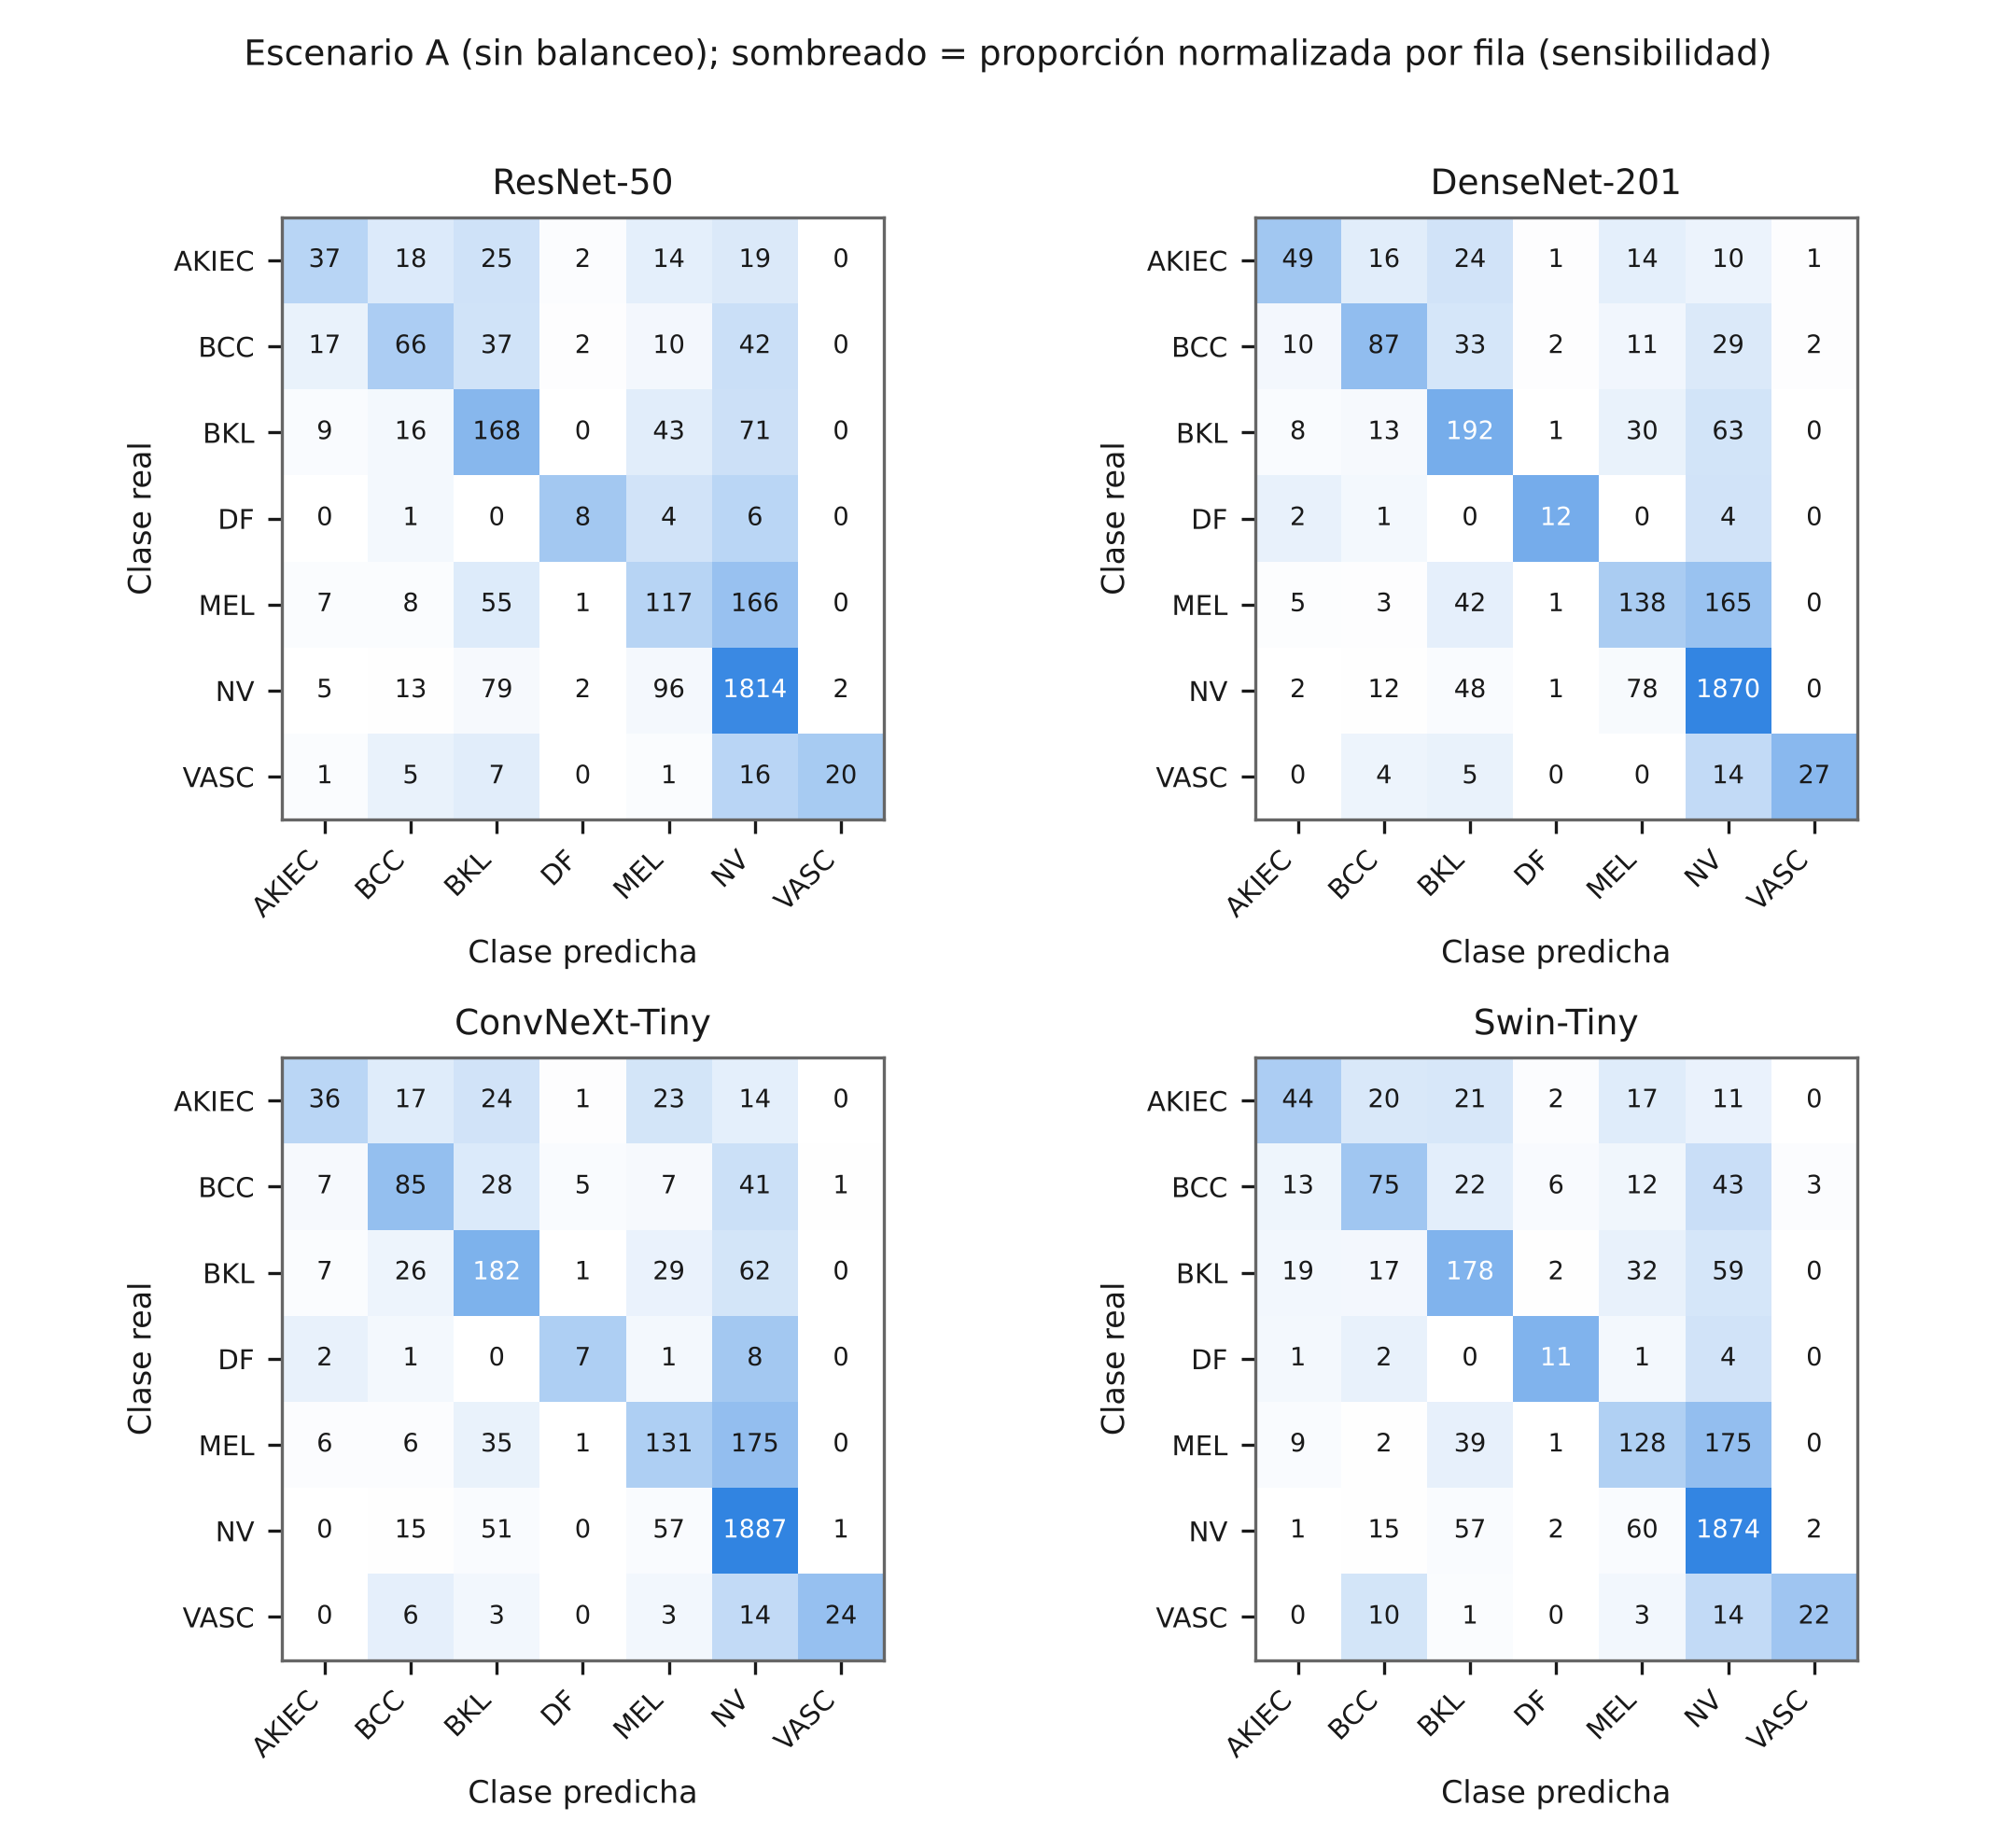 Escenario A (sin balanceo); sombreado = proporción normalizada por fila (sensibilidad)
ResNet-50
Clase real
AKIEC 37 18 25 2 14 19 0
BCC 17 66 37 2 10 42 0
BKL 9 16 168 0 43 71 0
DF 0 1 0 8 4 6 0
MEL 7 8 55 1 117 166 0
NV 5 13 79 2 96 1814 2
VASC 1 5 7 0 1 16 20
AKIEC BCC BKL DF MEL NV VASC
Clase predicha
DenseNet-201
Clase real
AKIEC 49 16 24 1 14 10 1
BCC 10 87 33 2 11 29 2
BKL 8 13 192 1 30 63 0
DF 2 1 0 12 0 4 0
MEL 5 3 42 1 138 165 0
NV 2 12 48 1 78 1870 0
VASC 0 4 5 0 0 14 27
AKIEC BCC BKL DF MEL NV VASC
Clase predicha
ConvNeXt-Tiny
Clase real
AKIEC 36 17 24 1 23 14 0
BCC 7 85 28 5 7 41 1
BKL 7 26 182 1 29 62 0
DF 2 1 0 7 1 8 0
MEL 6 6 35 1 131 175 0
NV 0 15 51 0 57 1887 1
VASC 0 6 3 0 3 14 24
AKIEC BCC BKL DF MEL NV VASC
Clase predicha
Swin-Tiny
Clase real
AKIEC 44 20 21 2 17 11 0
BCC 13 75 22 6 12 43 3
BKL 19 17 178 2 32 59 0
DF 1 2 0 11 1 4 0
MEL 9 2 39 1 128 175 0
NV 1 15 57 2 60 1874 2
VASC 0 10 1 0 3 14 22
AKIEC BCC BKL DF MEL NV VASC
Clase predicha